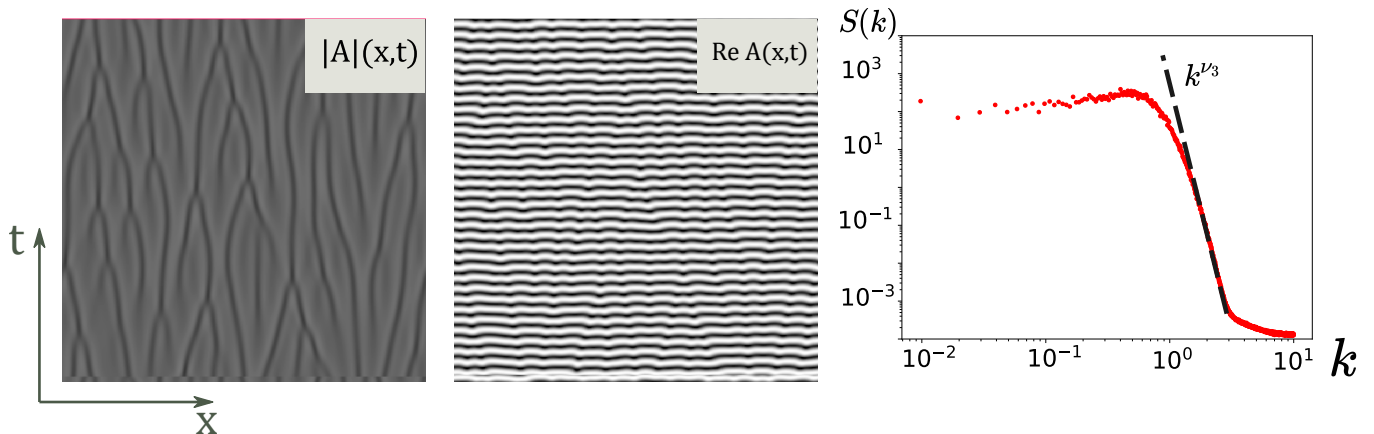 |A|(x,t)
t
x
Re A(x,t)
S(k)
10³
10¹
10⁻¹
10⁻³
k^{ν₃}
10⁻²
10⁻¹
10⁰
10¹
k